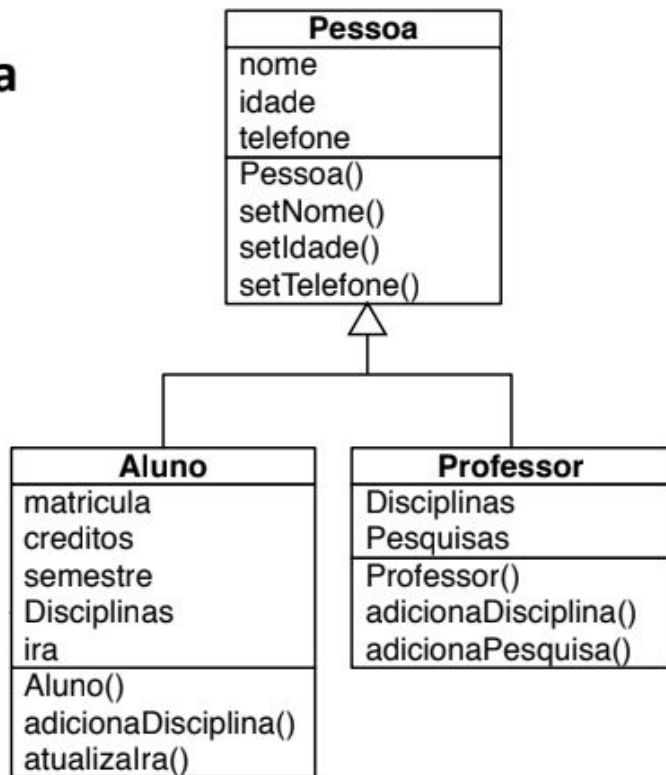 a
Pessoa
nome
idade
telefone
Pessoa()
setNome()
setIdade()
setTelefone()
Aluno
matricula
creditos
semestre
Disciplinas
ira
Aluno()
adicionaDisciplina()
atualizaIra()
Professor
Disciplinas
Pesquisas
Professor()
adicionaDisciplina()
adicionaPesquisa()